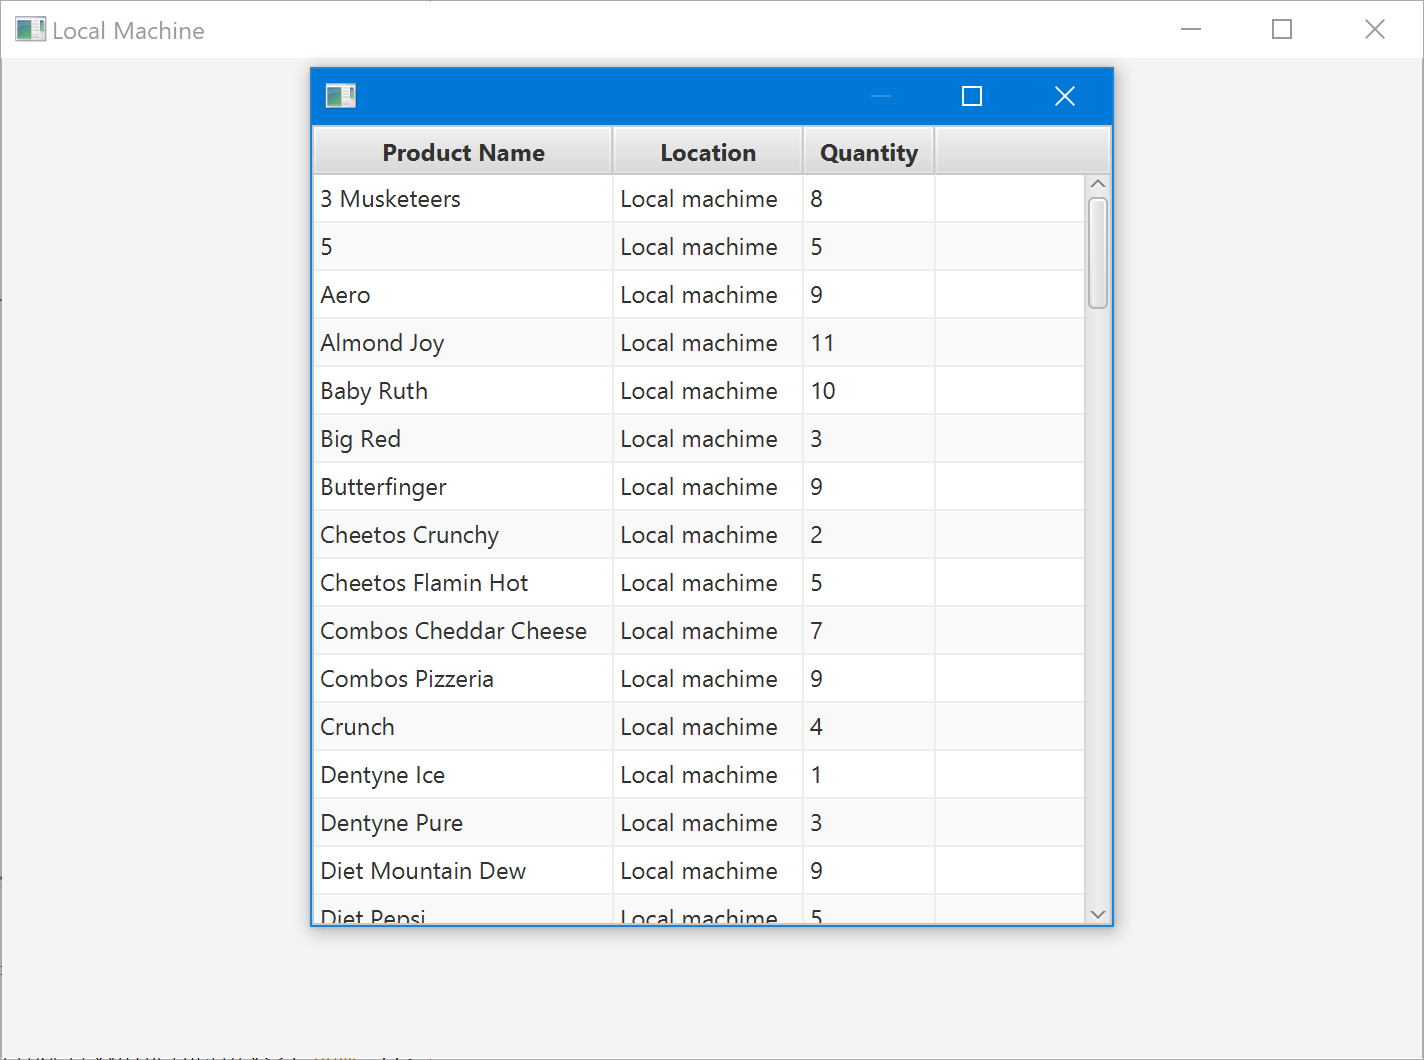 Local Machine
Product Name Location Quantity
3 Musketeers Local machime 8
5 Local machime 5
Aero Local machime 9
Almond Joy Local machime 11
Baby Ruth Local machime 10
Big Red Local machime 3
Butterfinger Local machime 9
Cheetos Crunchy Local machime 2
Cheetos Flamin Hot Local machime 5
Combos Cheddar Cheese Local machime 7
Combos Pizzeria Local machime 9
Crunch Local machime 4
Dentyne Ice Local machime 1
Dentyne Pure Local machime 3
Diet Mountain Dew Local machime 9
Diet Pepsi Local machime 5